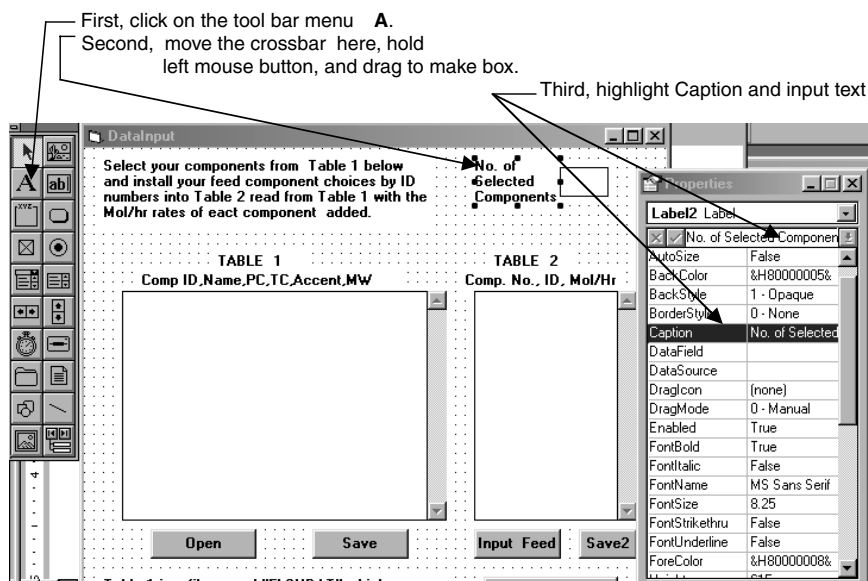 First, click on the tool bar menu A.
Second, move the crossbar here, hold
left mouse button, and drag to make box.
Third, highlight Caption and input text
DataInput
Select your components from Table 1 below
and install your feed component choices by ID
numbers into Table 2 read from Table 1 with the
Mol/hr rates of eact component added.
No. of
Selected
Components
TABLE 1
Comp ID,Name,PC,TC,Accent,MW
TABLE 2
Comp. No., ID, Mol/Hr
Open
Save
Input Feed
Save2
A
ab
XYZ
4
Properties
Label2 Label
No. of Selected Componen
AutoSize False
BackColor &H80000005&
BackStyle 1 - Opaque
BorderStyle 0 - None
Caption No. of Selected
DataField
DataSource
DragIcon (none)
DragMode 0 - Manual
Enabled True
FontBold True
FontItalic False
FontName MS Sans Serif
FontSize 8.25
FontStrikethru False
FontUnderline False
ForeColor &H80000008&